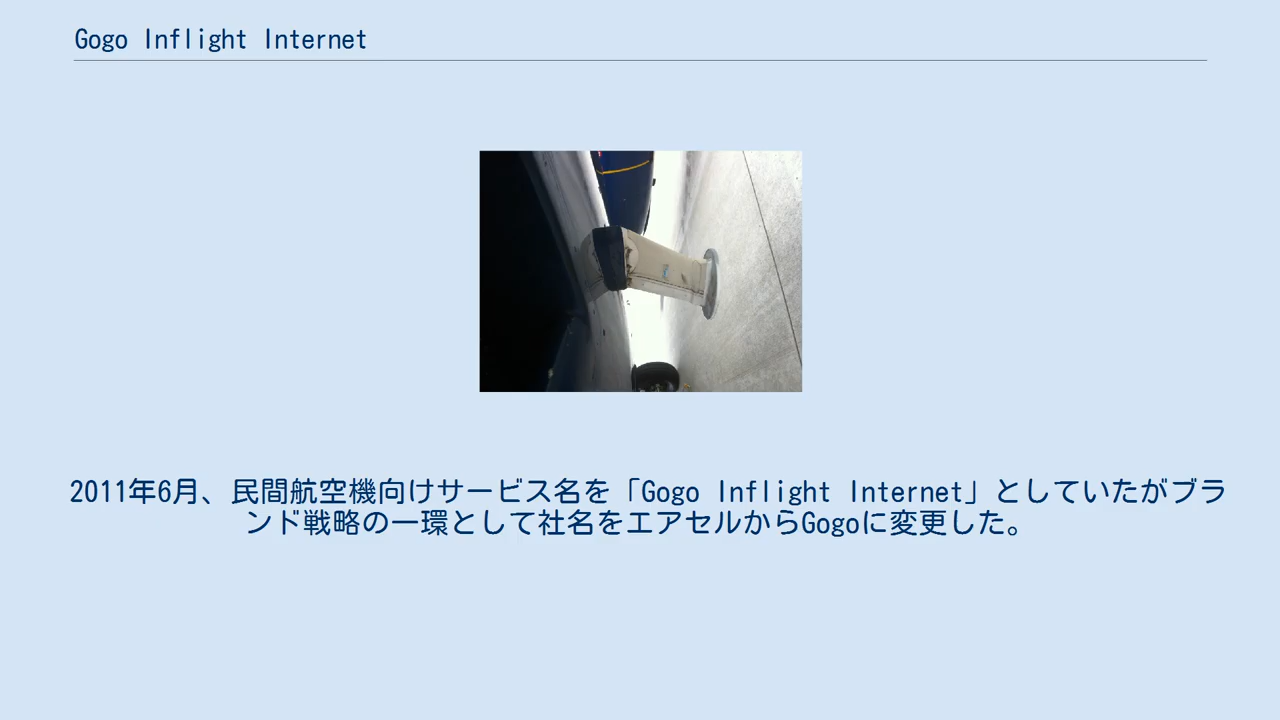 Gogo Inflight Internet
2011年6月、民間航空機向けサービス名を「Gogo Inflight Internet」としていたがブラ
ンド戦略の一環として社名をエアセルからGogoに変更した。